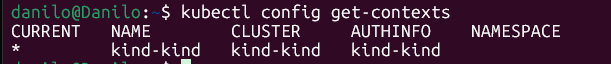 danilo@Danilo:~$ kubectl config get-contexts
CURRENT   NAME        CLUSTER     AUTHINFO    NAMESPACE
*         kind-kind   kind-kind   kind-kind